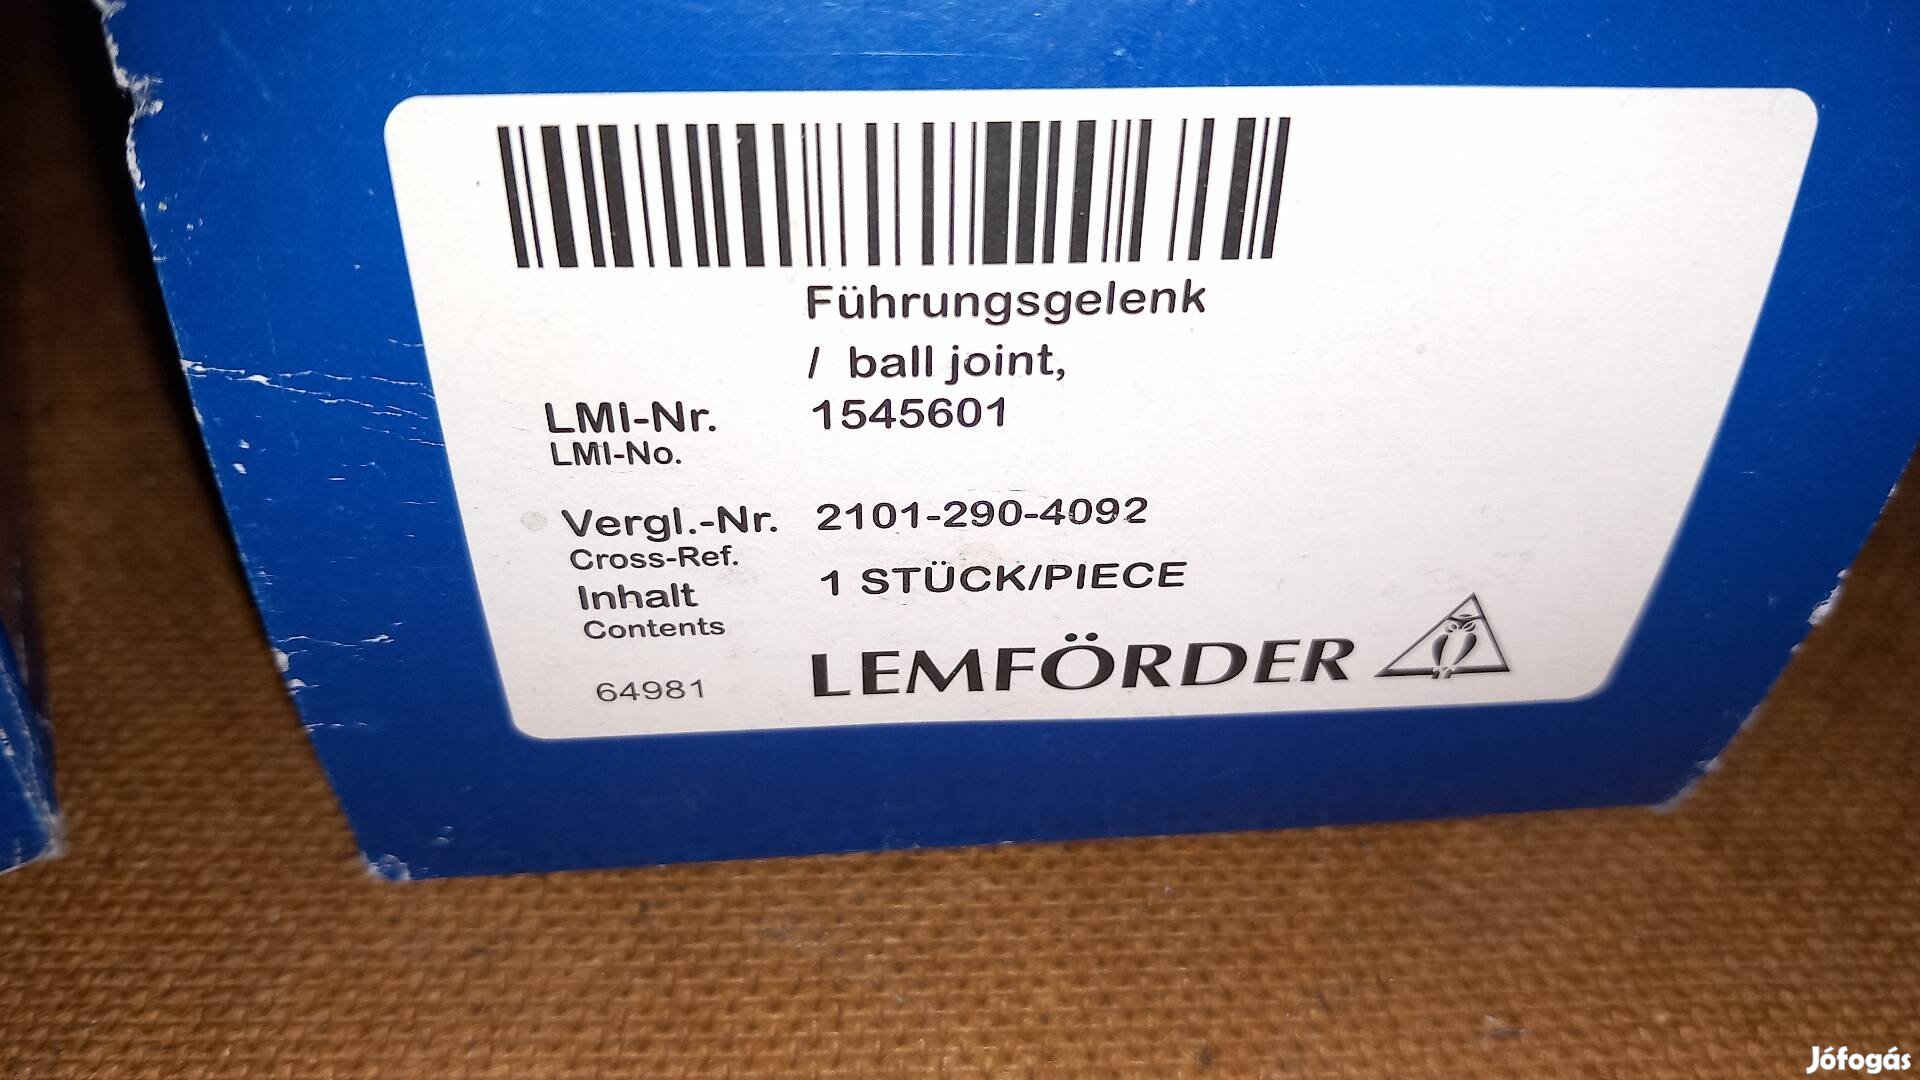 Führungsgelenk
/ ball joint,
LMI-Nr. 1545601
LMI-No.
Vergl.-Nr. 2101-290-4092
Cross-Ref.
Inhalt 1 STÜCK/PIECE
Contents
64981 LEMFÖRDER
Jófogás